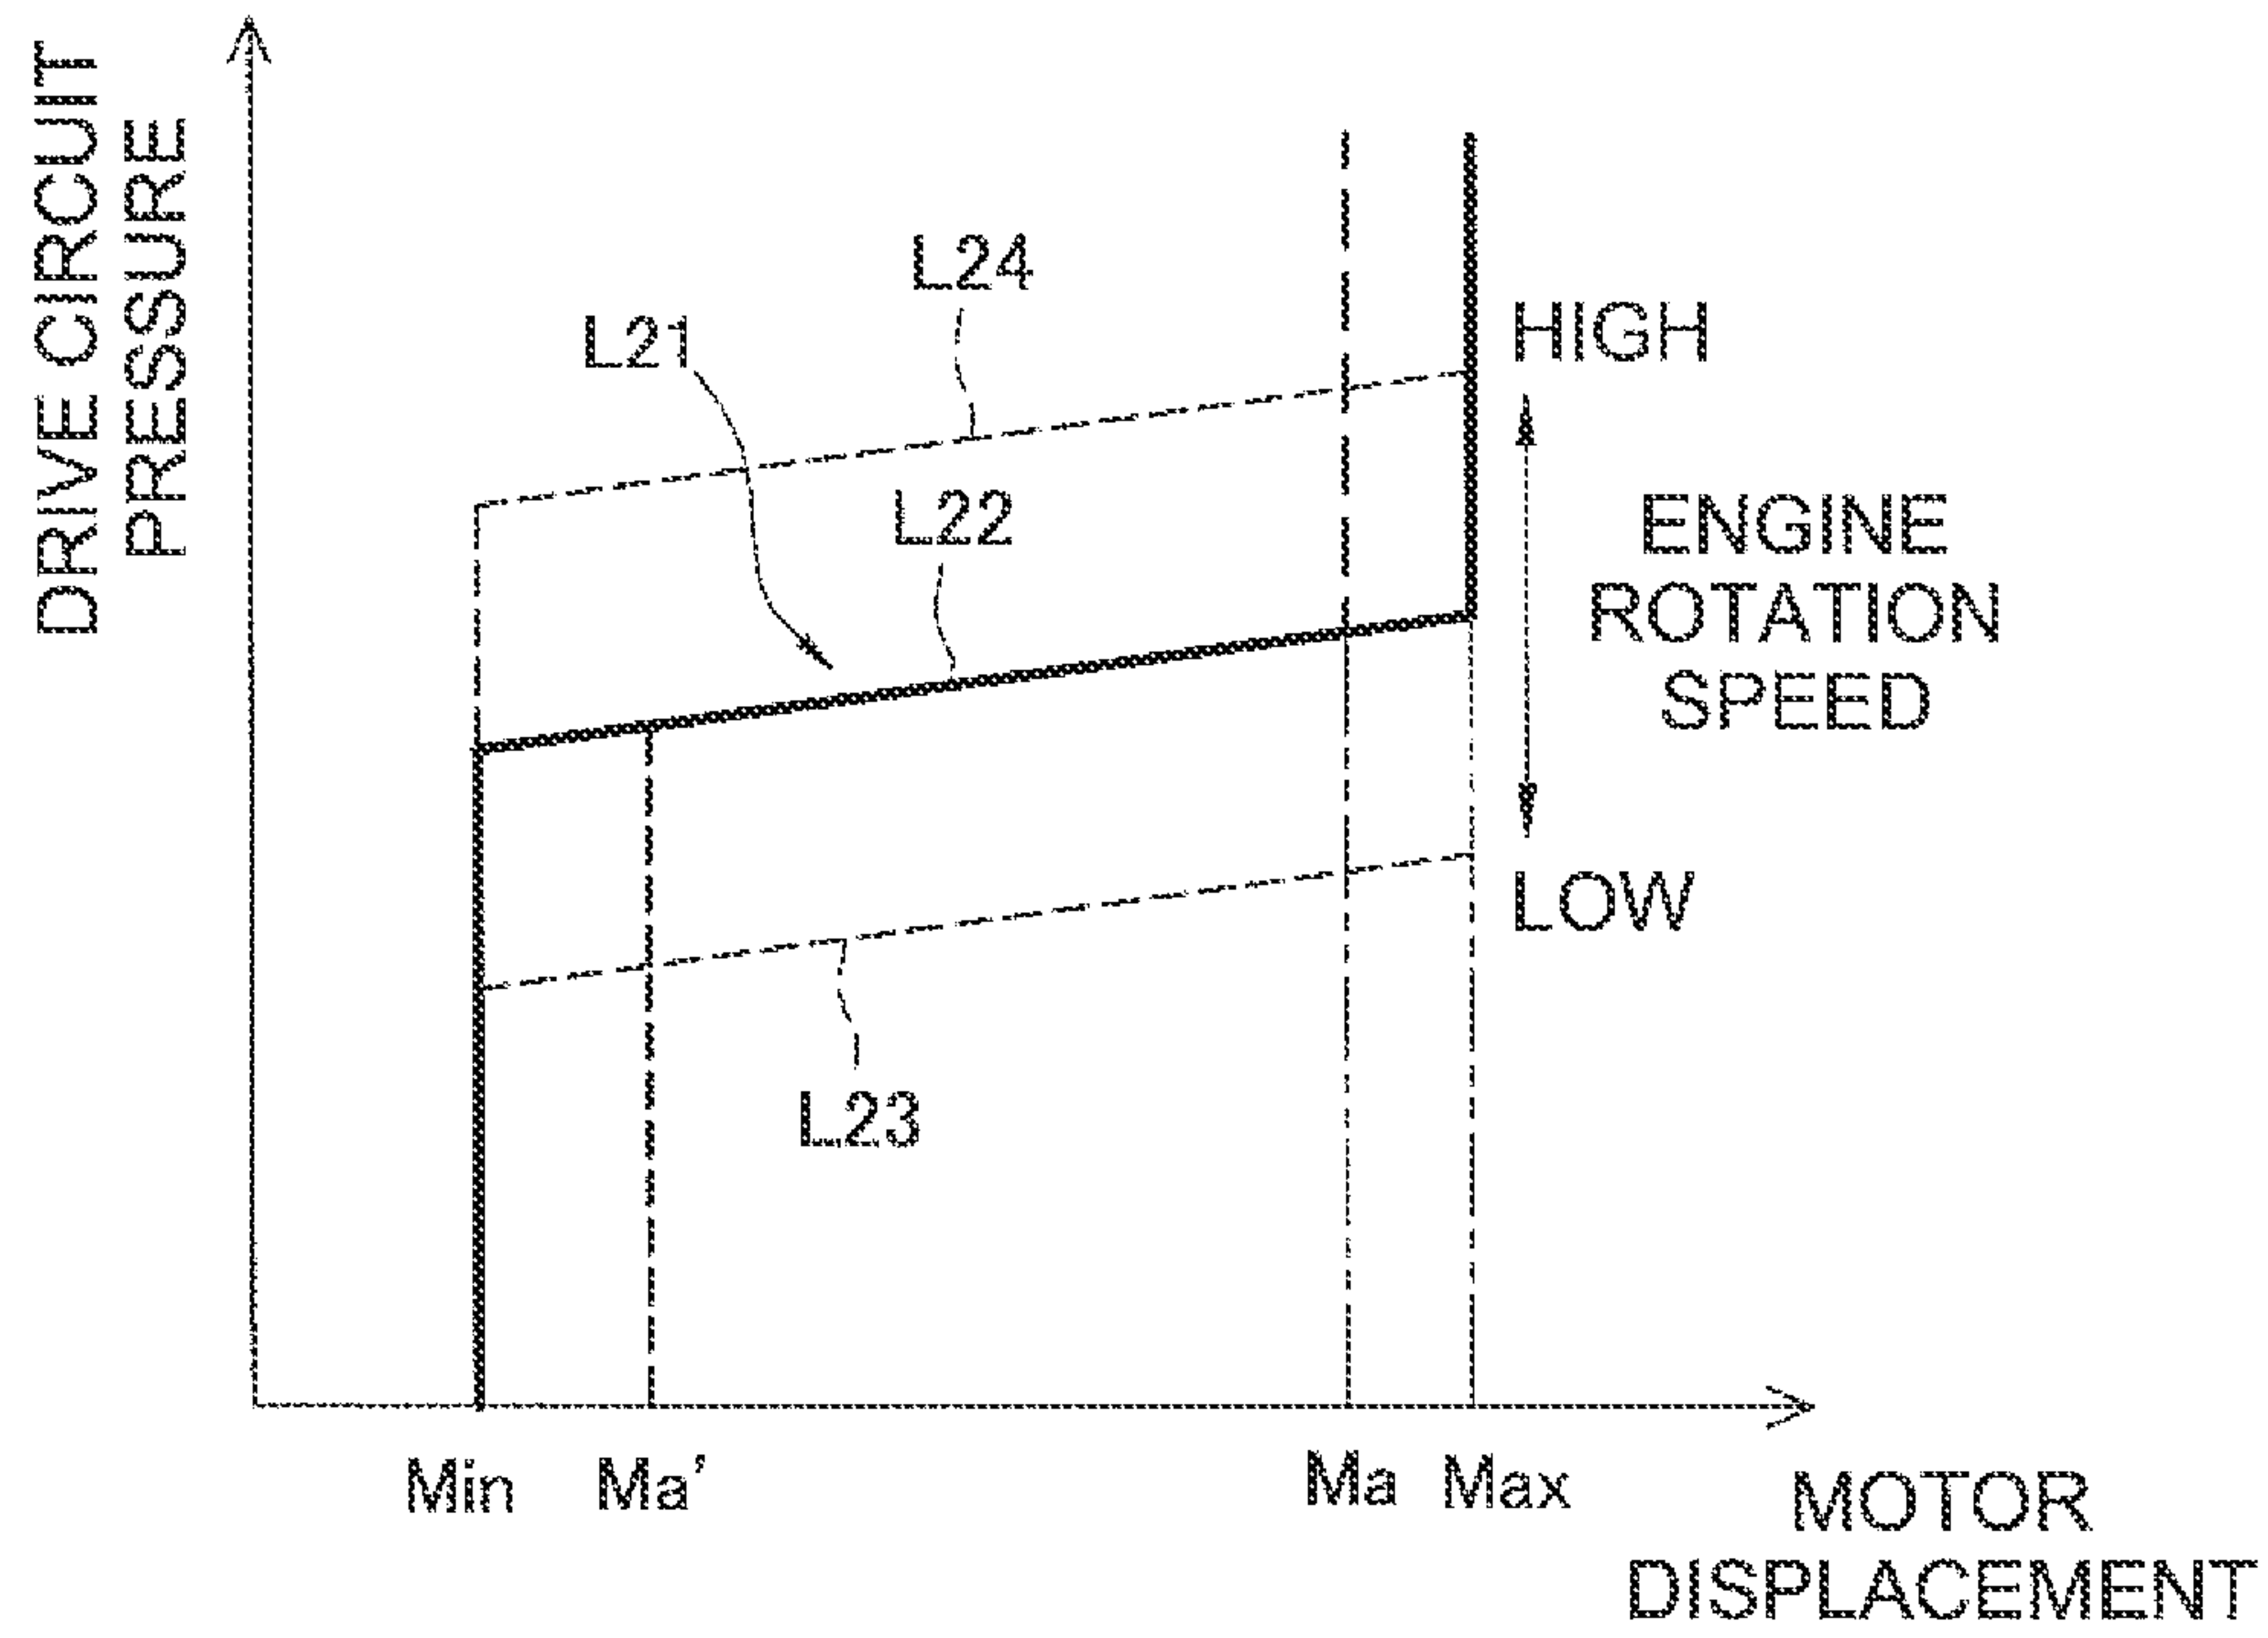 DRIVE CIRCUIT
PRESSURE
L24
L21
HIGH
L22
ENGINE
ROTATION
SPEED
LOW
L23
Min
Ma'
Ma
Max
MOTOR
DISPLACEMENT